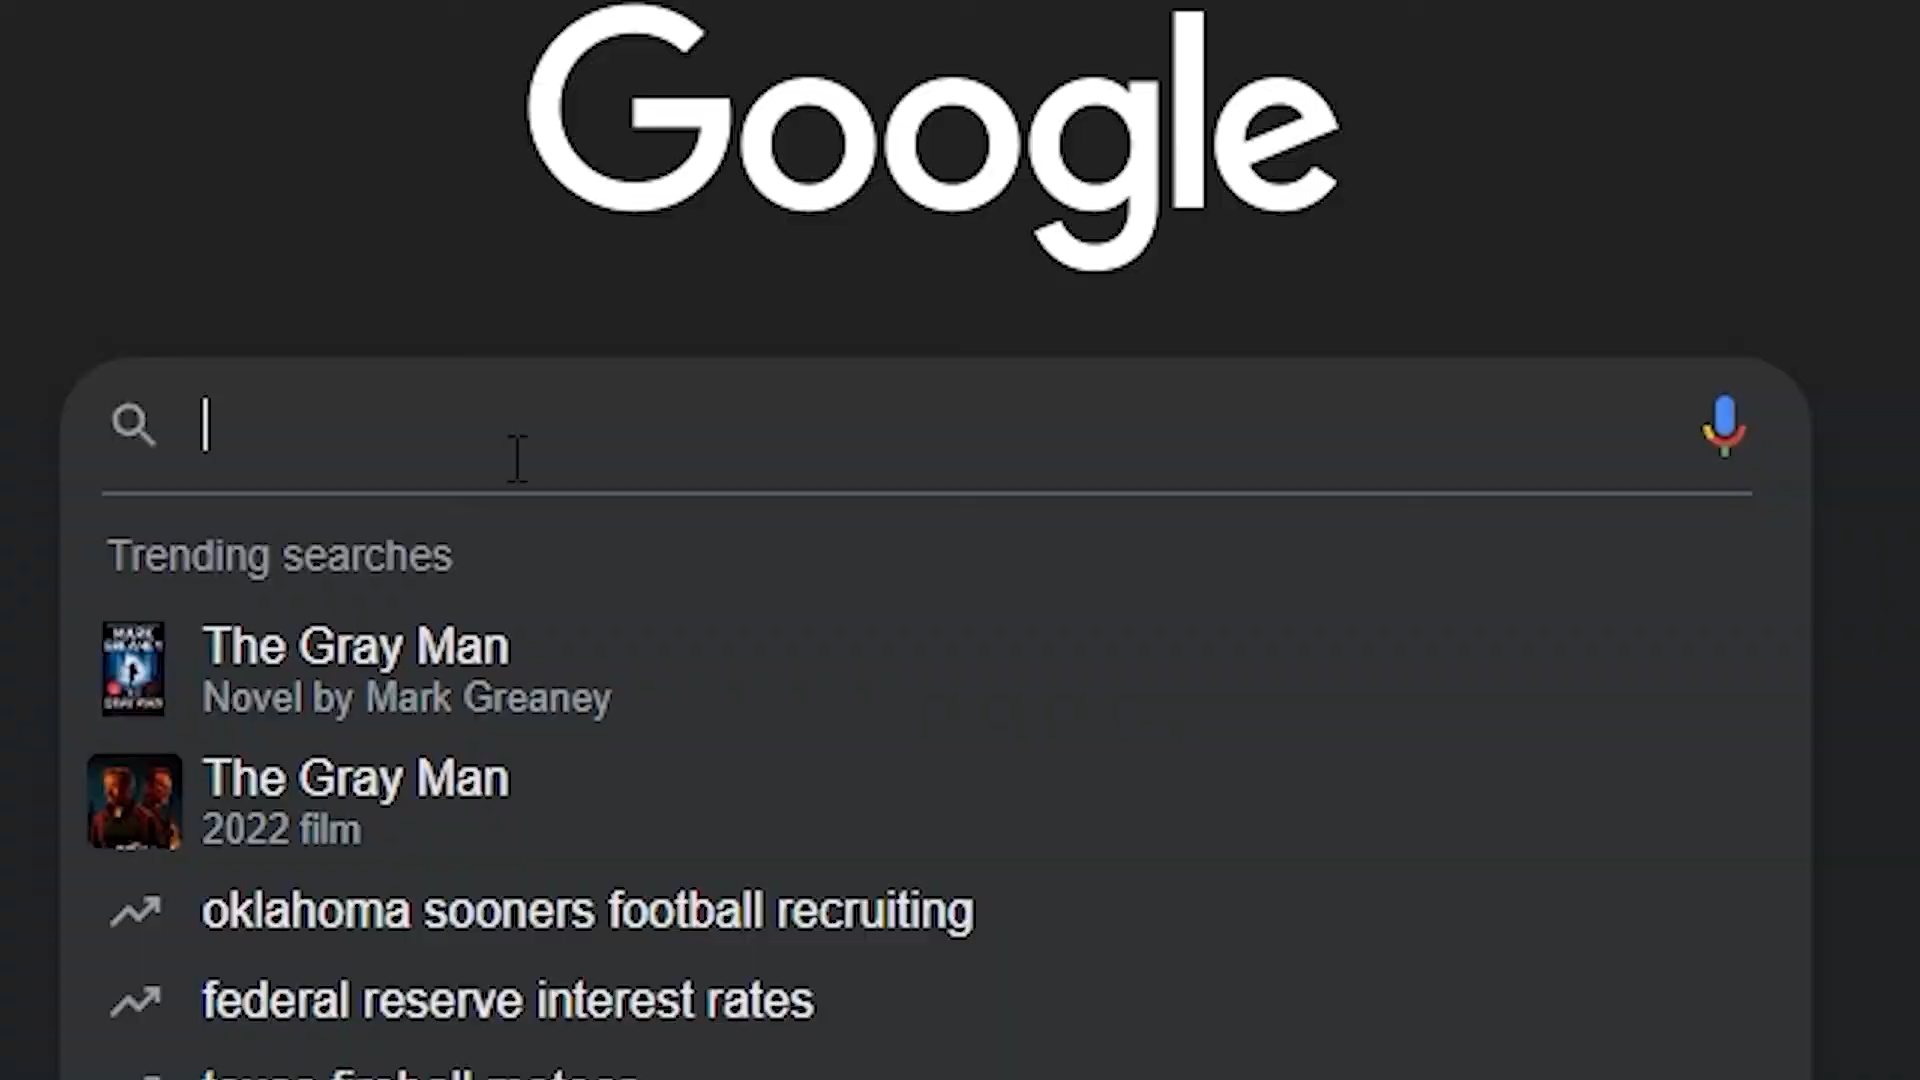 Google
Trending searches
The Gray Man
Novel by Mark Greaney
The Gray Man
2022 film
oklahoma sooners football recruiting
federal reserve interest rates